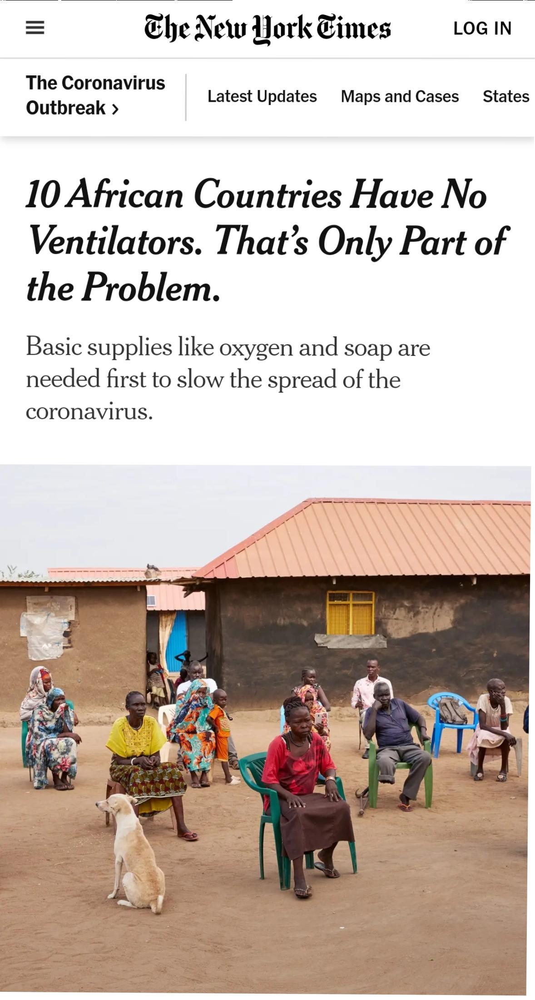 The New York Times
LOG IN
The Coronavirus
Outbreak >
Latest Updates
Maps and Cases
States
10 African Countries Have No
Ventilators. That’s Only Part of
the Problem.
Basic supplies like oxygen and soap are
needed first to slow the spread of the
coronavirus.